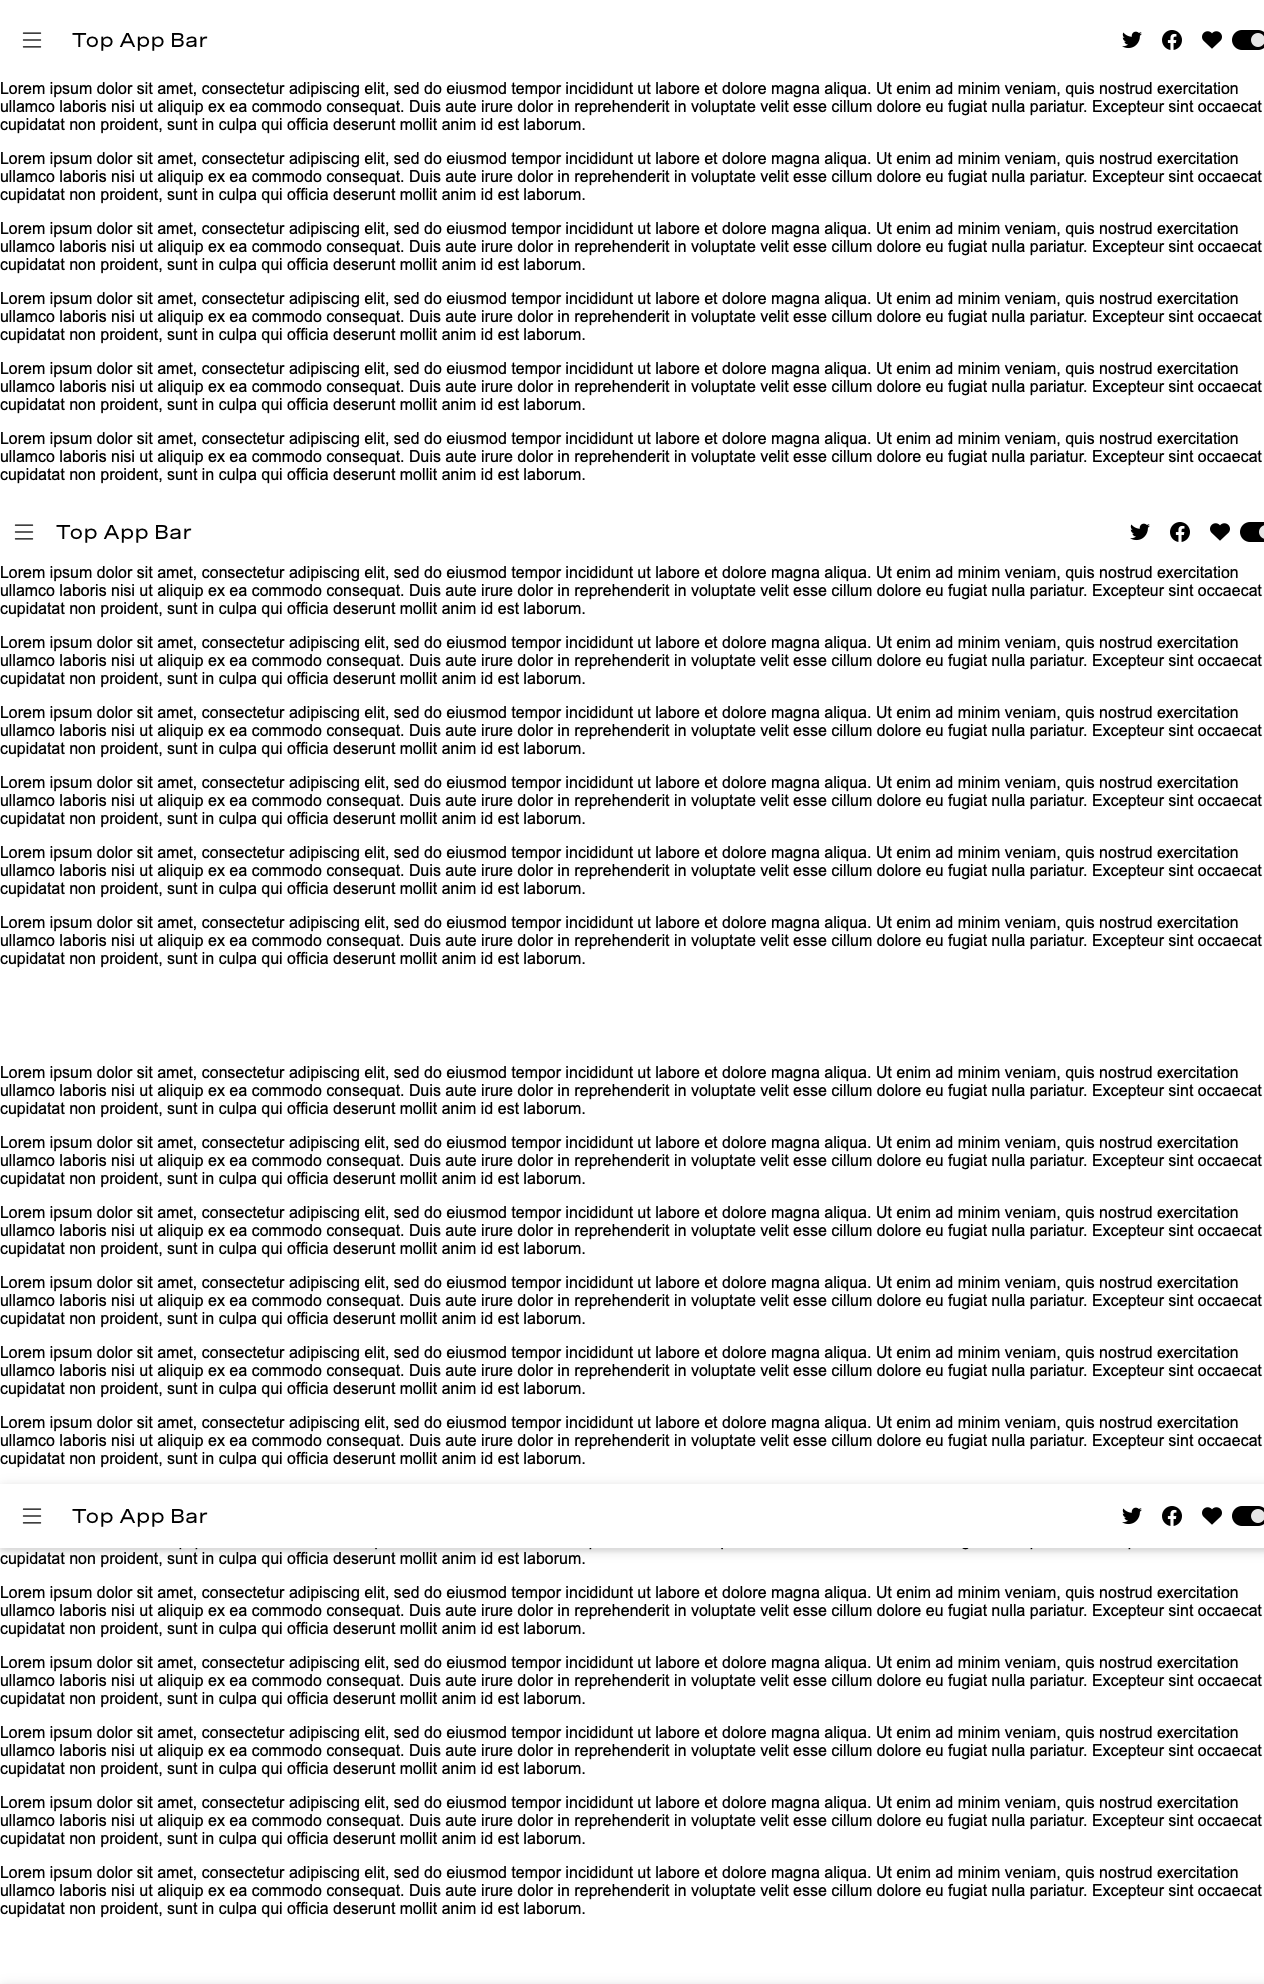 Top App Bar
Lorem ipsum dolor sit amet, consectetur adipiscing elit, sed do eiusmod tempor incididunt ut labore et dolore magna aliqua. Ut enim ad minim veniam, quis nostrud exercitation
ullamco laboris nisi ut aliquip ex ea commodo consequat. Duis aute irure dolor in reprehenderit in voluptate velit esse cillum dolore eu fugiat nulla pariatur. Excepteur sint occaecat
cupidatat non proident, sunt in culpa qui officia deserunt mollit anim id est laborum.
Lorem ipsum dolor sit amet, consectetur adipiscing elit, sed do eiusmod tempor incididunt ut labore et dolore magna aliqua. Ut enim ad minim veniam, quis nostrud exercitation
ullamco laboris nisi ut aliquip ex ea commodo consequat. Duis aute irure dolor in reprehenderit in voluptate velit esse cillum dolore eu fugiat nulla pariatur. Excepteur sint occaecat
cupidatat non proident, sunt in culpa qui officia deserunt mollit anim id est laborum.
Lorem ipsum dolor sit amet, consectetur adipiscing elit, sed do eiusmod tempor incididunt ut labore et dolore magna aliqua. Ut enim ad minim veniam, quis nostrud exercitation
ullamco laboris nisi ut aliquip ex ea commodo consequat. Duis aute irure dolor in reprehenderit in voluptate velit esse cillum dolore eu fugiat nulla pariatur. Excepteur sint occaecat
cupidatat non proident, sunt in culpa qui officia deserunt mollit anim id est laborum.
Lorem ipsum dolor sit amet, consectetur adipiscing elit, sed do eiusmod tempor incididunt ut labore et dolore magna aliqua. Ut enim ad minim veniam, quis nostrud exercitation
ullamco laboris nisi ut aliquip ex ea commodo consequat. Duis aute irure dolor in reprehenderit in voluptate velit esse cillum dolore eu fugiat nulla pariatur. Excepteur sint occaecat
cupidatat non proident, sunt in culpa qui officia deserunt mollit anim id est laborum.
Lorem ipsum dolor sit amet, consectetur adipiscing elit, sed do eiusmod tempor incididunt ut labore et dolore magna aliqua. Ut enim ad minim veniam, quis nostrud exercitation
ullamco laboris nisi ut aliquip ex ea commodo consequat. Duis aute irure dolor in reprehenderit in voluptate velit esse cillum dolore eu fugiat nulla pariatur. Excepteur sint occaecat
cupidatat non proident, sunt in culpa qui officia deserunt mollit anim id est laborum.
Lorem ipsum dolor sit amet, consectetur adipiscing elit, sed do eiusmod tempor incididunt ut labore et dolore magna aliqua. Ut enim ad minim veniam, quis nostrud exercitation
ullamco laboris nisi ut aliquip ex ea commodo consequat. Duis aute irure dolor in reprehenderit in voluptate velit esse cillum dolore eu fugiat nulla pariatur. Excepteur sint occaecat
cupidatat non proident, sunt in culpa qui officia deserunt mollit anim id est laborum.
Top App Bar
Lorem ipsum dolor sit amet, consectetur adipiscing elit, sed do eiusmod tempor incididunt ut labore et dolore magna aliqua. Ut enim ad minim veniam, quis nostrud exercitation
ullamco laboris nisi ut aliquip ex ea commodo consequat. Duis aute irure dolor in reprehenderit in voluptate velit esse cillum dolore eu fugiat nulla pariatur. Excepteur sint occaecat
cupidatat non proident, sunt in culpa qui officia deserunt mollit anim id est laborum.
Lorem ipsum dolor sit amet, consectetur adipiscing elit, sed do eiusmod tempor incididunt ut labore et dolore magna aliqua. Ut enim ad minim veniam, quis nostrud exercitation
ullamco laboris nisi ut aliquip ex ea commodo consequat. Duis aute irure dolor in reprehenderit in voluptate velit esse cillum dolore eu fugiat nulla pariatur. Excepteur sint occaecat
cupidatat non proident, sunt in culpa qui officia deserunt mollit anim id est laborum.
Lorem ipsum dolor sit amet, consectetur adipiscing elit, sed do eiusmod tempor incididunt ut labore et dolore magna aliqua. Ut enim ad minim veniam, quis nostrud exercitation
ullamco laboris nisi ut aliquip ex ea commodo consequat. Duis aute irure dolor in reprehenderit in voluptate velit esse cillum dolore eu fugiat nulla pariatur. Excepteur sint occaecat
cupidatat non proident, sunt in culpa qui officia deserunt mollit anim id est laborum.
Lorem ipsum dolor sit amet, consectetur adipiscing elit, sed do eiusmod tempor incididunt ut labore et dolore magna aliqua. Ut enim ad minim veniam, quis nostrud exercitation
ullamco laboris nisi ut aliquip ex ea commodo consequat. Duis aute irure dolor in reprehenderit in voluptate velit esse cillum dolore eu fugiat nulla pariatur. Excepteur sint occaecat
cupidatat non proident, sunt in culpa qui officia deserunt mollit anim id est laborum.
Lorem ipsum dolor sit amet, consectetur adipiscing elit, sed do eiusmod tempor incididunt ut labore et dolore magna aliqua. Ut enim ad minim veniam, quis nostrud exercitation
ullamco laboris nisi ut aliquip ex ea commodo consequat. Duis aute irure dolor in reprehenderit in voluptate velit esse cillum dolore eu fugiat nulla pariatur. Excepteur sint occaecat
cupidatat non proident, sunt in culpa qui officia deserunt mollit anim id est laborum.
Lorem ipsum dolor sit amet, consectetur adipiscing elit, sed do eiusmod tempor incididunt ut labore et dolore magna aliqua. Ut enim ad minim veniam, quis nostrud exercitation
ullamco laboris nisi ut aliquip ex ea commodo consequat. Duis aute irure dolor in reprehenderit in voluptate velit esse cillum dolore eu fugiat nulla pariatur. Excepteur sint occaecat
cupidatat non proident, sunt in culpa qui officia deserunt mollit anim id est laborum.
Lorem ipsum dolor sit amet, consectetur adipiscing elit, sed do eiusmod tempor incididunt ut labore et dolore magna aliqua. Ut enim ad minim veniam, quis nostrud exercitation
ullamco laboris nisi ut aliquip ex ea commodo consequat. Duis aute irure dolor in reprehenderit in voluptate velit esse cillum dolore eu fugiat nulla pariatur. Excepteur sint occaecat
cupidatat non proident, sunt in culpa qui officia deserunt mollit anim id est laborum.
Lorem ipsum dolor sit amet, consectetur adipiscing elit, sed do eiusmod tempor incididunt ut labore et dolore magna aliqua. Ut enim ad minim veniam, quis nostrud exercitation
ullamco laboris nisi ut aliquip ex ea commodo consequat. Duis aute irure dolor in reprehenderit in voluptate velit esse cillum dolore eu fugiat nulla pariatur. Excepteur sint occaecat
cupidatat non proident, sunt in culpa qui officia deserunt mollit anim id est laborum.
Lorem ipsum dolor sit amet, consectetur adipiscing elit, sed do eiusmod tempor incididunt ut labore et dolore magna aliqua. Ut enim ad minim veniam, quis nostrud exercitation
ullamco laboris nisi ut aliquip ex ea commodo consequat. Duis aute irure dolor in reprehenderit in voluptate velit esse cillum dolore eu fugiat nulla pariatur. Excepteur sint occaecat
cupidatat non proident, sunt in culpa qui officia deserunt mollit anim id est laborum.
Lorem ipsum dolor sit amet, consectetur adipiscing elit, sed do eiusmod tempor incididunt ut labore et dolore magna aliqua. Ut enim ad minim veniam, quis nostrud exercitation
ullamco laboris nisi ut aliquip ex ea commodo consequat. Duis aute irure dolor in reprehenderit in voluptate velit esse cillum dolore eu fugiat nulla pariatur. Excepteur sint occaecat
cupidatat non proident, sunt in culpa qui officia deserunt mollit anim id est laborum.
Lorem ipsum dolor sit amet, consectetur adipiscing elit, sed do eiusmod tempor incididunt ut labore et dolore magna aliqua. Ut enim ad minim veniam, quis nostrud exercitation
ullamco laboris nisi ut aliquip ex ea commodo consequat. Duis aute irure dolor in reprehenderit in voluptate velit esse cillum dolore eu fugiat nulla pariatur. Excepteur sint occaecat
cupidatat non proident, sunt in culpa qui officia deserunt mollit anim id est laborum.
Lorem ipsum dolor sit amet, consectetur adipiscing elit, sed do eiusmod tempor incididunt ut labore et dolore magna aliqua. Ut enim ad minim veniam, quis nostrud exercitation
ullamco laboris nisi ut aliquip ex ea commodo consequat. Duis aute irure dolor in reprehenderit in voluptate velit esse cillum dolore eu fugiat nulla pariatur. Excepteur sint occaecat
cupidatat non proident, sunt in culpa qui officia deserunt mollit anim id est laborum.
Top App Bar
cupidatat non proident, sunt in culpa qui officia deserunt mollit anim id est laborum.
Lorem ipsum dolor sit amet, consectetur adipiscing elit, sed do eiusmod tempor incididunt ut labore et dolore magna aliqua. Ut enim ad minim veniam, quis nostrud exercitation
ullamco laboris nisi ut aliquip ex ea commodo consequat. Duis aute irure dolor in reprehenderit in voluptate velit esse cillum dolore eu fugiat nulla pariatur. Excepteur sint occaecat
cupidatat non proident, sunt in culpa qui officia deserunt mollit anim id est laborum.
Lorem ipsum dolor sit amet, consectetur adipiscing elit, sed do eiusmod tempor incididunt ut labore et dolore magna aliqua. Ut enim ad minim veniam, quis nostrud exercitation
ullamco laboris nisi ut aliquip ex ea commodo consequat. Duis aute irure dolor in reprehenderit in voluptate velit esse cillum dolore eu fugiat nulla pariatur. Excepteur sint occaecat
cupidatat non proident, sunt in culpa qui officia deserunt mollit anim id est laborum.
Lorem ipsum dolor sit amet, consectetur adipiscing elit, sed do eiusmod tempor incididunt ut labore et dolore magna aliqua. Ut enim ad minim veniam, quis nostrud exercitation
ullamco laboris nisi ut aliquip ex ea commodo consequat. Duis aute irure dolor in reprehenderit in voluptate velit esse cillum dolore eu fugiat nulla pariatur. Excepteur sint occaecat
cupidatat non proident, sunt in culpa qui officia deserunt mollit anim id est laborum.
Lorem ipsum dolor sit amet, consectetur adipiscing elit, sed do eiusmod tempor incididunt ut labore et dolore magna aliqua. Ut enim ad minim veniam, quis nostrud exercitation
ullamco laboris nisi ut aliquip ex ea commodo consequat. Duis aute irure dolor in reprehenderit in voluptate velit esse cillum dolore eu fugiat nulla pariatur. Excepteur sint occaecat
cupidatat non proident, sunt in culpa qui officia deserunt mollit anim id est laborum.
Lorem ipsum dolor sit amet, consectetur adipiscing elit, sed do eiusmod tempor incididunt ut labore et dolore magna aliqua. Ut enim ad minim veniam, quis nostrud exercitation
ullamco laboris nisi ut aliquip ex ea commodo consequat. Duis aute irure dolor in reprehenderit in voluptate velit esse cillum dolore eu fugiat nulla pariatur. Excepteur sint occaecat
cupidatat non proident, sunt in culpa qui officia deserunt mollit anim id est laborum.